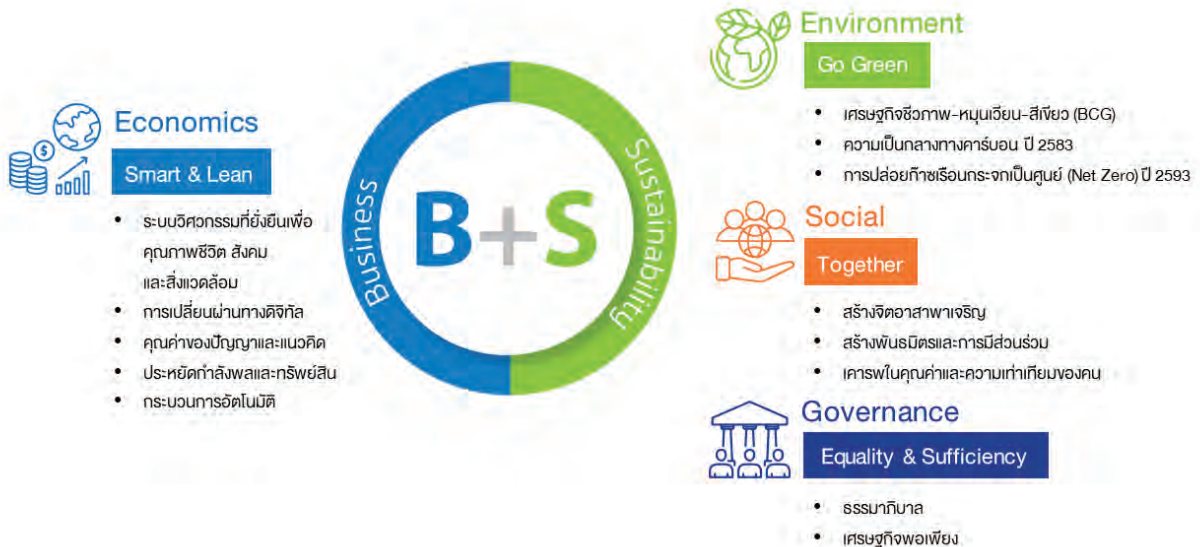 Economics
Smart & Lean
• ระบบวิศวกรรมที่ยั่งยืนเพื่อ
คุณภาพชีวิต สังคม
และสิ่งแวดล้อม
• การเปลี่ยนผ่านทางดิจิทัล
• คุณค่าของปัญญาและแนวคิด
• ประหยัดกำลังพลและทรัพย์สิน
• กระบวนการอัตโนมัติ
Business
B+S
Sustainability
Environment
Go Green
• เศรษฐกิจชีวภาพ-หมุนเวียน-สีเขียว (BCG)
• ความเป็นกลางทางคาร์บอน ปี 2583
• การปล่อยก๊าซเรือนกระจกเป็นศูนย์ (Net Zero) ปี 2593
Social
Together
• สร้างจิตอาสาพาเจริญ
• สร้างพันธมิตรและการมีส่วนร่วม
• เคารพในคุณค่าและความเท่าเทียมของคน
Governance
Equality & Sufficiency
• ธรรมาภิบาล
• เศรษฐกิจพอเพียง